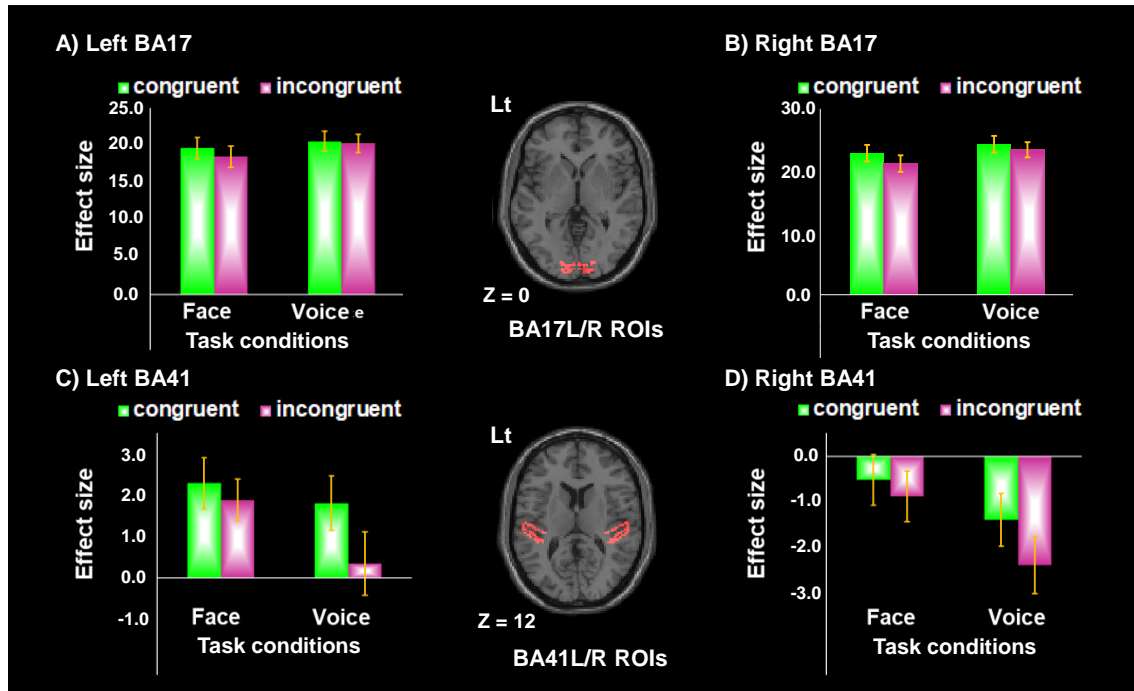 A) Left BA17
congruent incongruent
25.0
20.0
15.0
10.0
5.0
0.0
Effect size
Face Voice e
Task conditions
Lt
Z = 0
BA17L/R ROIs
B) Right BA17
congruent incongruent
30.0
20.0
10.0
0.0
Effect size
Face Voice
Task conditions
C) Left BA41
congruent incongruent
3.0
2.0
1.0
0.0
-1.0
Effect size
Face Voice
Task conditions
Lt
Z = 12
BA41L/R ROIs
D) Right BA41
congruent incongruent
0.0
-1.0
-2.0
-3.0
Effect size
Face Voice
Task conditions